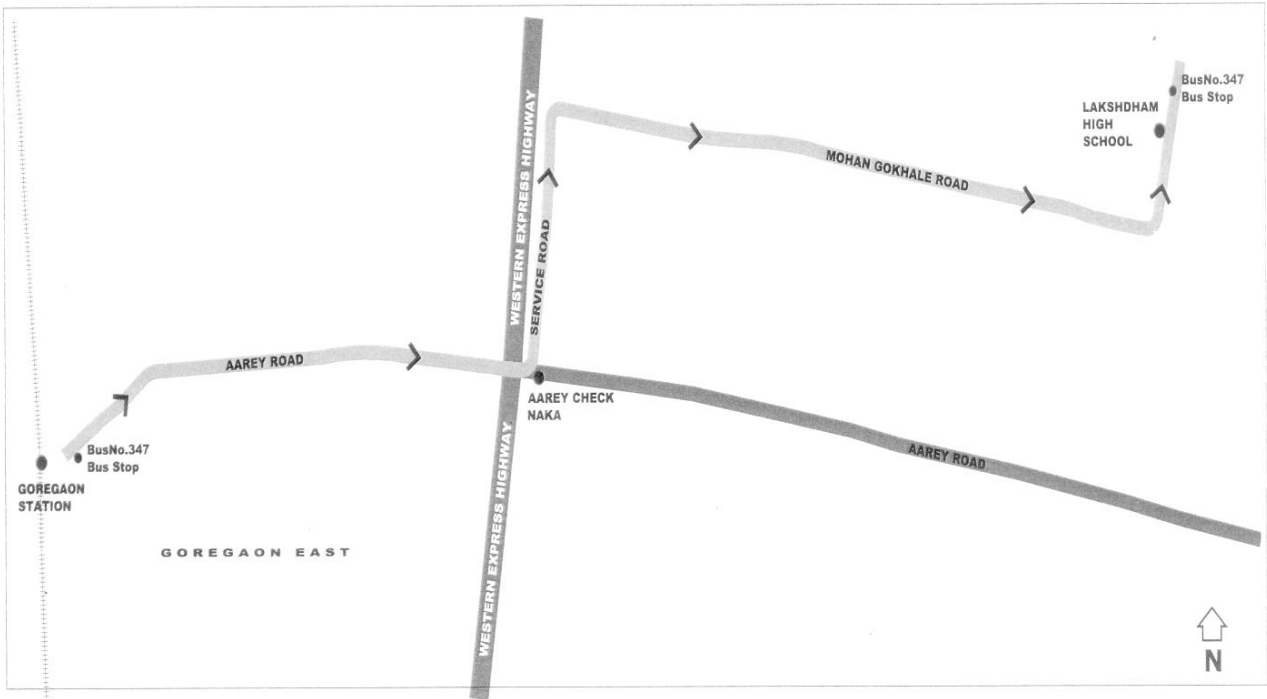 BusNo.347
Bus Stop
LAKSHDHAM
HIGH
SCHOOL
WESTERN EXPRESS HIGHWAY
MOHAN GOKHALE ROAD
SERVICE ROAD
AAREY ROAD
AAREY CHECK
NAKA
BusNo.347
Bus Stop
AAREY ROAD
GOREGAON
STATION
WESTERN EXPRESS HIGHWAY
GOREGAON EAST
N